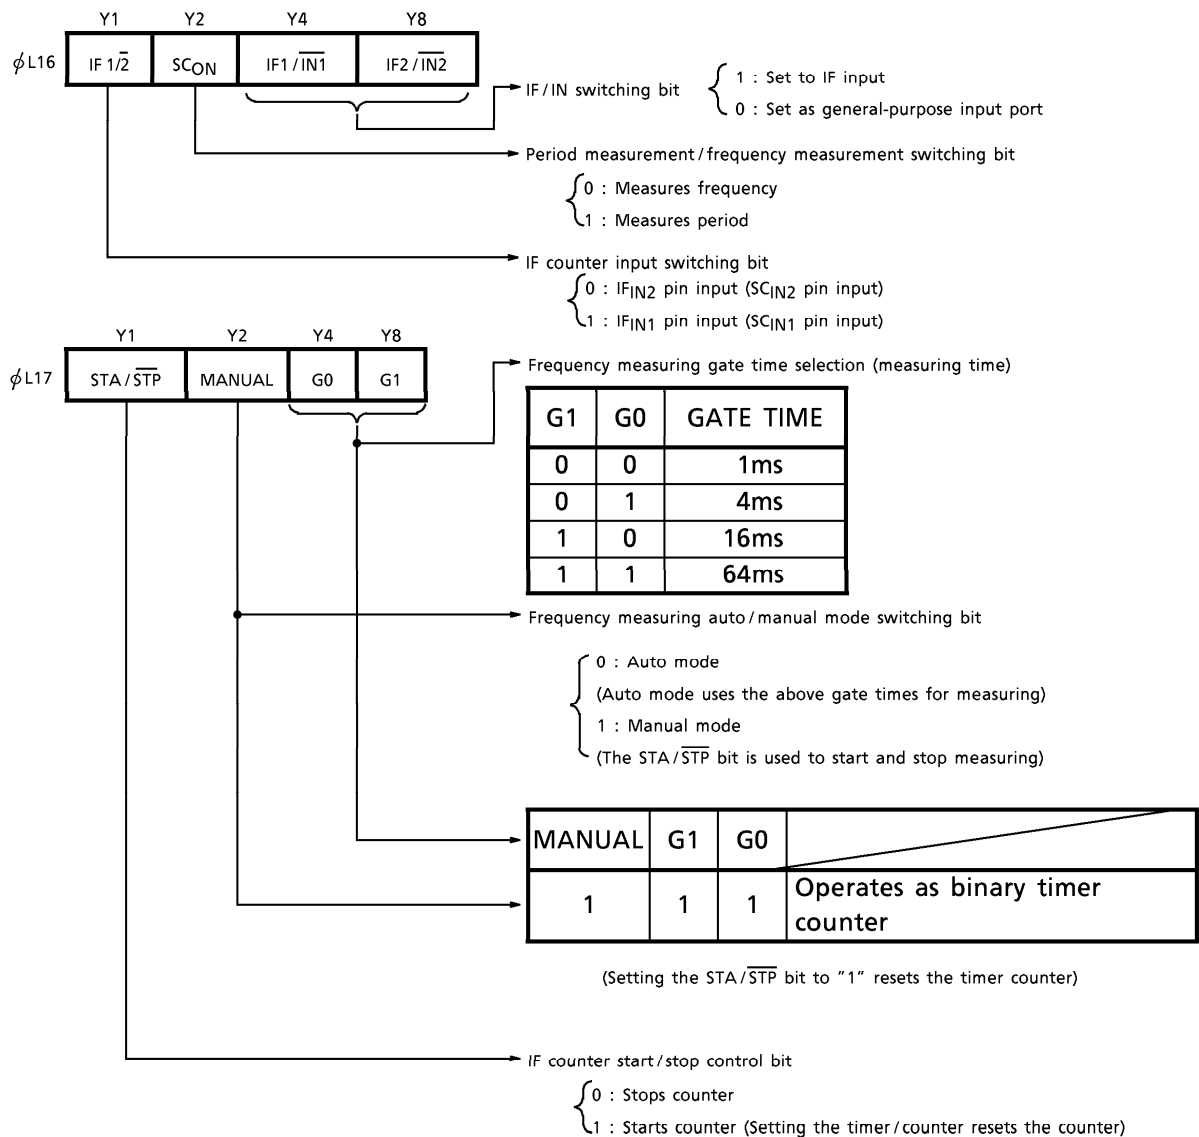 Y1 Y2 Y4 Y8
ϕL16 IF 1/2̅ SCON IF1/I̅N̅1̅ IF2/I̅N̅2̅
IF/IN switching bit
1 : Set to IF input
0 : Set as general-purpose input port
Period measurement/frequency measurement switching bit
0 : Measures frequency
1 : Measures period
IF counter input switching bit
0 : IFIN2 pin input (SCIN2 pin input)
1 : IFIN1 pin input (SCIN1 pin input)
Y1 Y2 Y4 Y8
ϕL17 STA/S̅T̅P̅ MANUAL G0 G1
Frequency measuring gate time selection (measuring time)
G1 G0 GATE TIME
0 0 1ms
0 1 4ms
1 0 16ms
1 1 64ms
Frequency measuring auto/manual mode switching bit
0 : Auto mode
(Auto mode uses the above gate times for measuring)
1 : Manual mode
(The STA/S̅T̅P̅ bit is used to start and stop measuring)
MANUAL G1 G0
1 1 1 Operates as binary timer
counter
(Setting the STA/S̅T̅P̅ bit to "1" resets the timer counter)
IF counter start/stop control bit
0 : Stops counter
1 : Starts counter (Setting the timer/counter resets the counter)